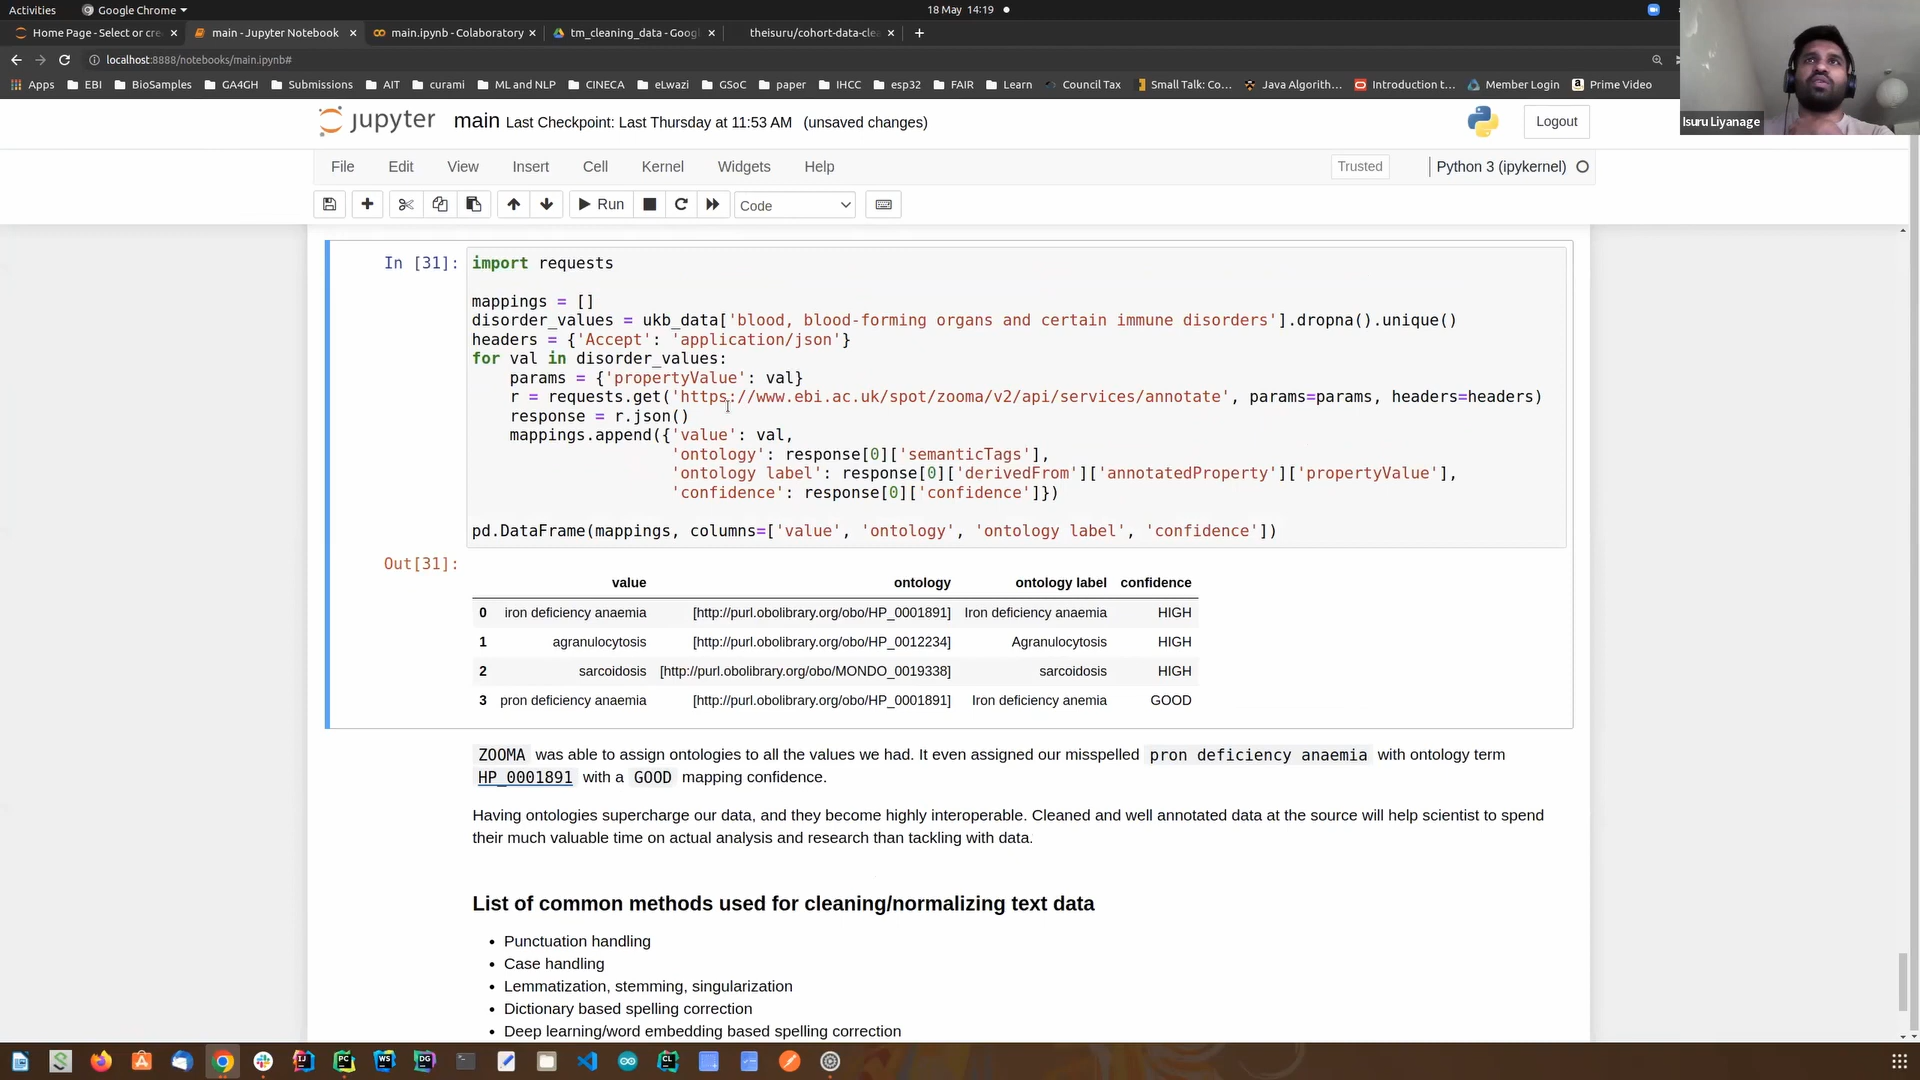 Activities
Google Chrome
18 May 14:19
Home Page - Select or cre
main - Jupyter Notebook
main.ipynb - Colaboratory
tm_cleaning_data - Goog
theisuru/cohort-data-clea
localhost:8888/notebooks/main.ipynb#
Apps
EBI
BioSamples
GA4GH
Submissions
AIT
curami
ML and NLP
CINECA
eLwazi
GSoC
paper
IHCC
esp32
FAIR
Learn
Council Tax
Small Talk: Co...
Java Algorith...
Introduction t...
Member Login
Prime Video
Isuru Liyanage
jupyter main Last Checkpoint: Last Thursday at 11:53 AM (unsaved changes)
Logout
File Edit View Insert Cell Kernel Widgets Help
Trusted
Python 3 (ipykernel)
Run
Code
In [31]:
import requests
mappings = []
disorder_values = ukb_data['blood, blood-forming organs and certain immune disorders'].dropna().unique()
headers = {'Accept': 'application/json'}
for val in disorder_values:
params = {'propertyValue': val}
r = requests.get('https://www.ebi.ac.uk/spot/zooma/v2/api/services/annotate', params=params, headers=headers)
response = r.json()
mappings.append({'value': val,
'ontology': response[0]['semanticTags'],
'ontology label': response[0]['derivedFrom']['annotatedProperty']['propertyValue'],
'confidence': response[0]['confidence']})
pd.DataFrame(mappings, columns=['value', 'ontology', 'ontology label', 'confidence'])
Out[31]:
value ontology ontology label confidence
0 iron deficiency anaemia [http://purl.obolibrary.org/obo/HP_0001891] Iron deficiency anaemia HIGH
1 agranulocytosis [http://purl.obolibrary.org/obo/HP_0012234] Agranulocytosis HIGH
2 sarcoidosis [http://purl.obolibrary.org/obo/MONDO_0019338] sarcoidosis HIGH
3 pron deficiency anaemia [http://purl.obolibrary.org/obo/HP_0001891] Iron deficiency anemia GOOD
ZOOMA was able to assign ontologies to all the values we had. It even assigned our misspelled pron deficiency anaemia with ontology term
HP_0001891 with a GOOD mapping confidence.
Having ontologies supercharge our data, and they become highly interoperable. Cleaned and well annotated data at the source will help scientist to spend
their much valuable time on actual analysis and research than tackling with data.
List of common methods used for cleaning/normalizing text data
• Punctuation handling
• Case handling
• Lemmatization, stemming, singularization
• Dictionary based spelling correction
• Deep learning/word embedding based spelling correction